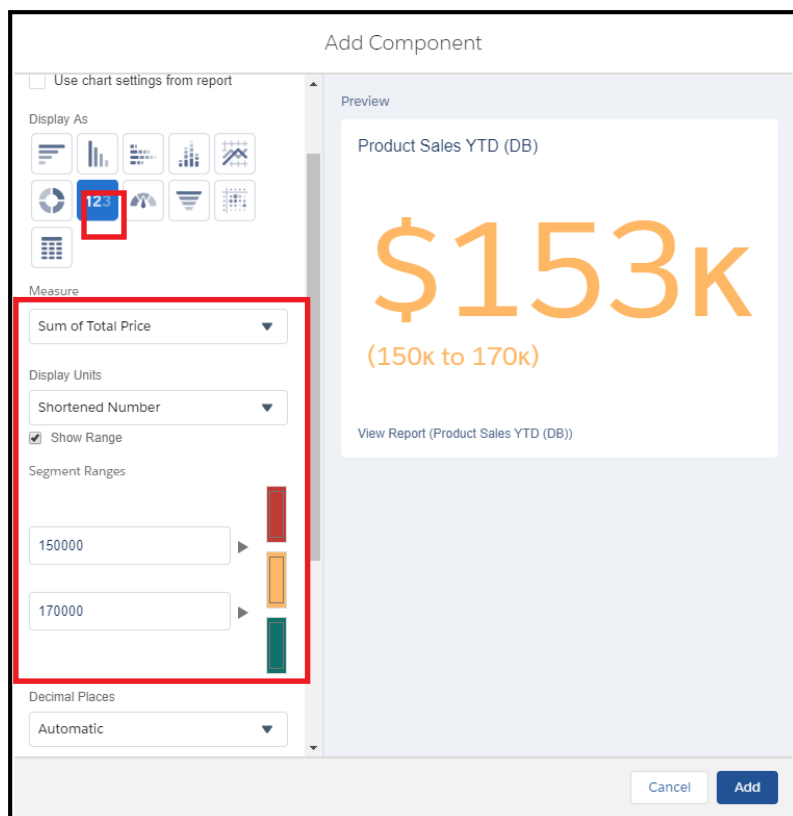 Add Component
Use chart settings from report
Display As
123
Measure
Sum of Total Price
Display Units
Shortened Number
Show Range
Segment Ranges
150000
170000
Decimal Places
Automatic
Preview
Product Sales YTD (DB)
$153K
(150K to 170K)
View Report (Product Sales YTD (DB))
Cancel
Add